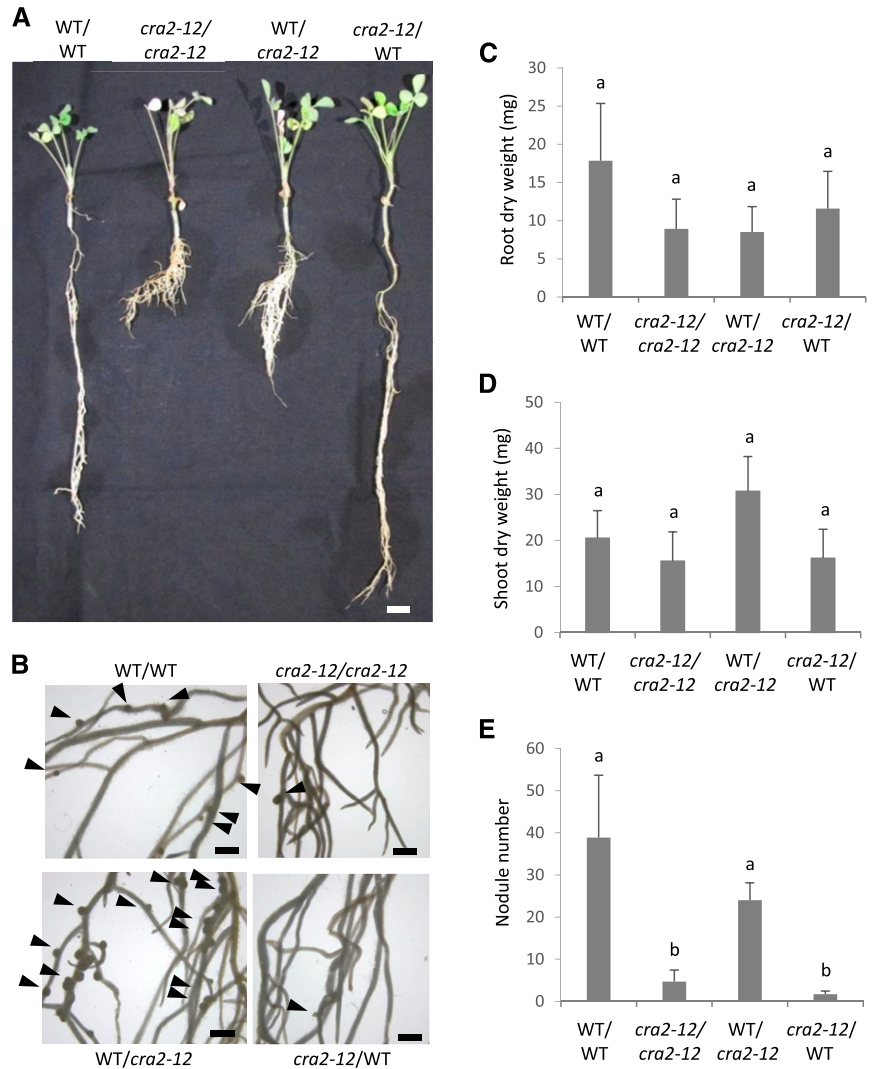 A
WT/ cra2-12/ WT/ cra2-12/
WT cra2-12 cra2-12 WT
B
WT/WT cra2-12/cra2-12
WT/cra2-12 cra2-12/WT
C
Root dry weight (mg)
30
25
20
15
10
5
0
a a a a
WT/ cra2-12/ WT/ cra2-12/
WT cra2-12 cra2-12 WT
D
Shoot dry weight (mg)
50
40
30
20
10
0
a a a a
WT/ cra2-12/ WT/ cra2-12/
WT cra2-12 cra2-12 WT
E
Nodule number
60
50
40
30
20
10
0
a b a b
WT/ cra2-12/ WT/ cra2-12/
WT cra2-12 cra2-12 WT